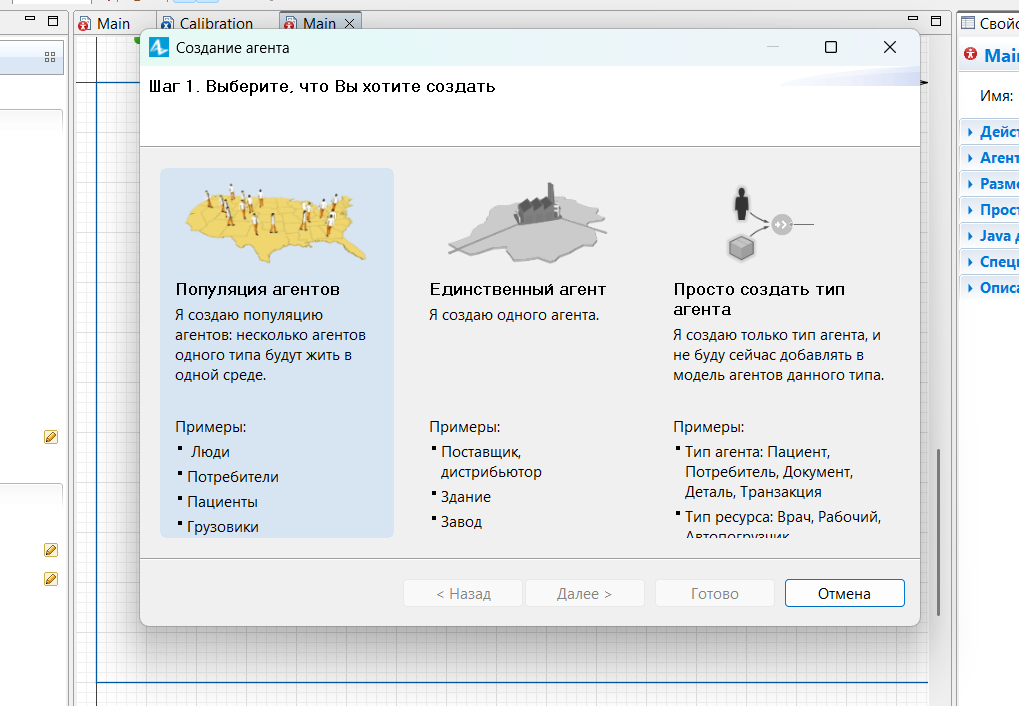 Main
Calibration
Main
Свойс
Создание агента
Шаг 1. Выберите, что Вы хотите создать
Main
Имя:
Дейст
Агент
Разме
Прост
Java д
Специ
Описа
Популяция агентов
Я создаю популяцию
агентов: несколько агентов
одного типа будут жить в
одной среде.
Примеры:
Люди
Потребители
Пациенты
Грузовики
Единственный агент
Я создаю одного агента.
Примеры:
Поставщик,
дистрибьютор
Здание
Завод
Просто создать тип
агента
Я создаю только тип агента, и
не буду сейчас добавлять в
модель агентов данного типа.
Примеры:
Тип агента: Пациент,
Потребитель, Документ,
Деталь, Транзакция
Тип ресурса: Врач, Рабочий,
Автопогрузчик
< Назад
Далее >
Готово
Отмена